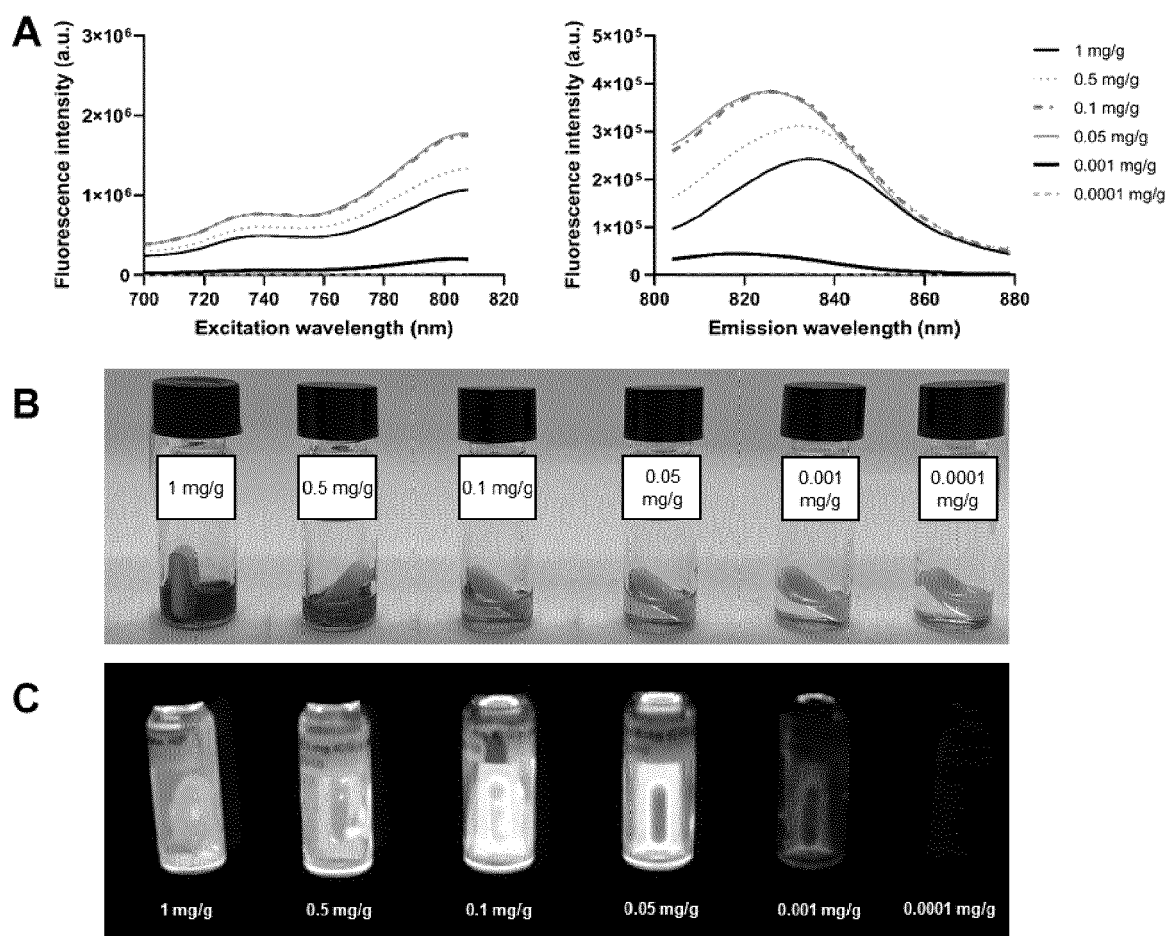 A
Fluorescence intensity (a.u.)
3×10⁶
2×10⁶
1×10⁶
0
700 720 740 760 780 800 820
Excitation wavelength (nm)
Fluorescence intensity (a.u.)
5×10⁵
4×10⁵
3×10⁵
2×10⁵
1×10⁵
0
800 820 840 860 880
Emission wavelength (nm)
1 mg/g
0.5 mg/g
0.1 mg/g
0.05 mg/g
0.001 mg/g
0.0001 mg/g
B
1 mg/g
0.5 mg/g
0.1 mg/g
0.05
mg/g
0.001
mg/g
0.0001
mg/g
C
1 mg/g
0.5 mg/g
0.1 mg/g
0.05 mg/g
0.001 mg/g
0.0001 mg/g